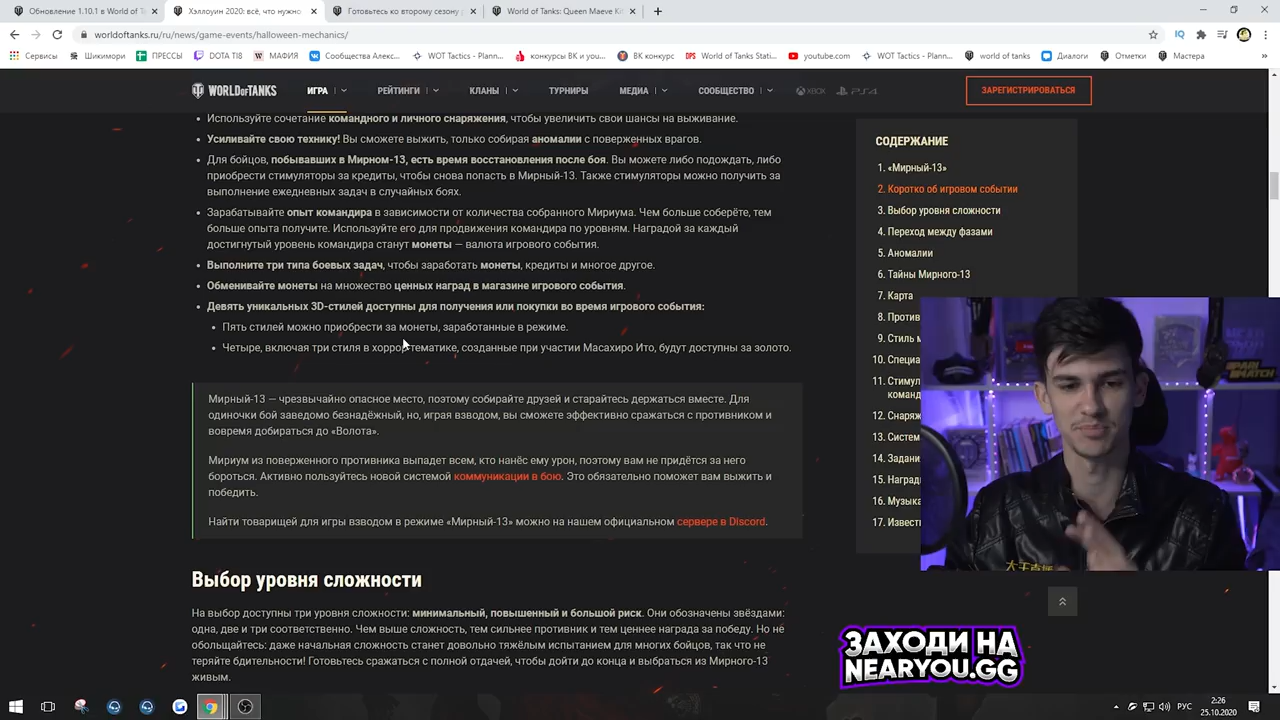 Обновление 1.10.1 в World of T
Хэллоуин 2020: всё, что нужно
Готовьтесь ко второму сезону
World of Tanks: Queen Maeve Ki
worldoftanks.ru/ru/news/game-events/halloween-mechanics/
Сервисы
Шикимори
ПРЕССЫ
DOTA TI8
МАФИЯ
Сообщества Алекс...
WOT Tactics - Plann...
конкурсы ВК и you...
ВК конкурс
World of Tanks Stati...
youtube.com
WOT Tactics - Plann...
world of tanks
Диалоги
Отметки
Мастера
WORLD OF TANKS
ИГРА
РЕЙТИНГИ
КЛАНЫ
ТУРНИРЫ
МЕДИА
СООБЩЕСТВО
XBOX
PS4
ЗАРЕГИСТРИРОВАТЬСЯ
Используйте сочетание командного и личного снаряжения, чтобы увеличить свои шансы на выживание.
Усиливайте свою технику! Вы сможете выжить, только собирая аномалии с поверженных врагов.
Для бойцов, побывавших в Мирном-13, есть время восстановления после боя. Вы можете либо подождать, либо
приобрести стимуляторы за кредиты, чтобы снова попасть в Мирный-13. Также стимуляторы можно получить за
выполнение ежедневных задач в случайных боях.
Зарабатывайте опыт командира в зависимости от количества собранного Мириума. Чем больше соберёте, тем
больше опыта получите. Используйте его для продвижения командира по уровням. Наградой за каждый
достигнутый уровень командира станут монеты — валюта игрового события.
Выполните три типа боевых задач, чтобы заработать монеты, кредиты и многое другое.
Обменивайте монеты на множество ценных наград в магазине игрового события.
Девять уникальных 3D-стилей доступны для получения или покупки во время игрового события:
Пять стилей можно приобрести за монеты, заработанные в режиме.
Четыре, включая три стиля в хоррор-тематике, созданные при участии Масахиро Ито, будут доступны за золото.
Мирный-13 — чрезвычайно опасное место, поэтому собирайте друзей и старайтесь держаться вместе. Для
одиночки бой заведомо безнадёжный, но, играя взводом, вы сможете эффективно сражаться с противником и
вовремя добираться до «Волота».
Мириум из поверженного противника выпадет всем, кто нанёс ему урон, поэтому вам не придётся за него
бороться. Активно пользуйтесь новой системой коммуникации в бою. Это обязательно поможет вам выжить и
победить.
Найти товарищей для игры взводом в режиме «Мирный-13» можно на нашем официальном сервере в Discord.
Выбор уровня сложности
На выбор доступны три уровня сложности: минимальный, повышенный и большой риск. Они обозначены звёздами:
одна, две и три соответственно. Чем выше сложность, тем сильнее противник и тем ценнее награда за победу. Но не
обольщайтесь: даже начальная сложность станет довольно тяжёлым испытанием для многих бойцов, так что не
теряйте бдительности! Готовьтесь сражаться с полной отдачей, чтобы дойти до конца и выбраться из Мирного-13
живым.
СОДЕРЖАНИЕ
1. «Мирный-13»
2. Коротко об игровом событии
3. Выбор уровня сложности
4. Переход между фазами
5. Аномалии
6. Тайны Мирного-13
7. Карта
8. Против
9. Стиль м
10. Специа
11. Стимул
команд
12. Снаряж
13. Систем
14. Задани
15. Наград
16. Музыка
17. Извест
PARIMATCH
ЗАХОДИ НА
NEARYOU.GG
РУС
2:26
25.10.2020